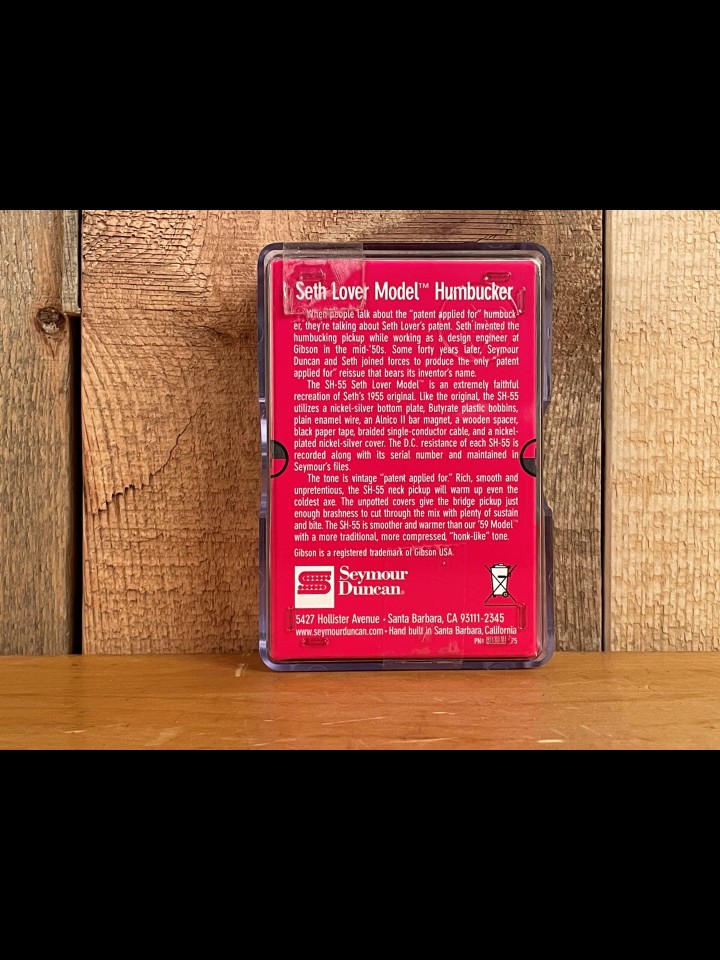 Seth Lover Model™ Humbucker
When people talk about the "patent applied for" humbuck-
er, they're talking about Seth Lover's patent. Seth invented the
humbucking pickup while working as a design engineer at
Gibson in the mid-'50s. Some forty years later, Seymour
Duncan and Seth joined forces to produce the only "patent
applied for" reissue that bears its inventor's name.
The SH-55 Seth Lover Model™ is an extremely faithful
recreation of Seth's 1955 original. Like the original, the SH-55
utilizes a nickel-silver bottom plate, Butyrate plastic bobbins,
plain enamel wire, an Alnico II bar magnet, a wooden spacer,
black paper tape, braided single-conductor cable, and a nickel-
plated nickel-silver cover. The D.C. resistance of each SH-55 is
recorded along with its serial number and maintained in
Seymour's files.
The tone is vintage "patent applied for." Rich, smooth and
unpretentious, the SH-55 neck pickup will warm up even the
coldest axe. The unpotted covers give the bridge pickup just
enough brashness to cut through the mix with plenty of sustain
and bite. The SH-55 is smoother and warmer than our '59 Model™
with a more traditional, more compressed, "honk-like" tone.
Gibson is a registered trademark of Gibson USA.
Seymour
Duncan®
5427 Hollister Avenue • Santa Barbara, CA 93111-2345
www.seymourduncan.com • Hand built in Santa Barbara, California
PN#